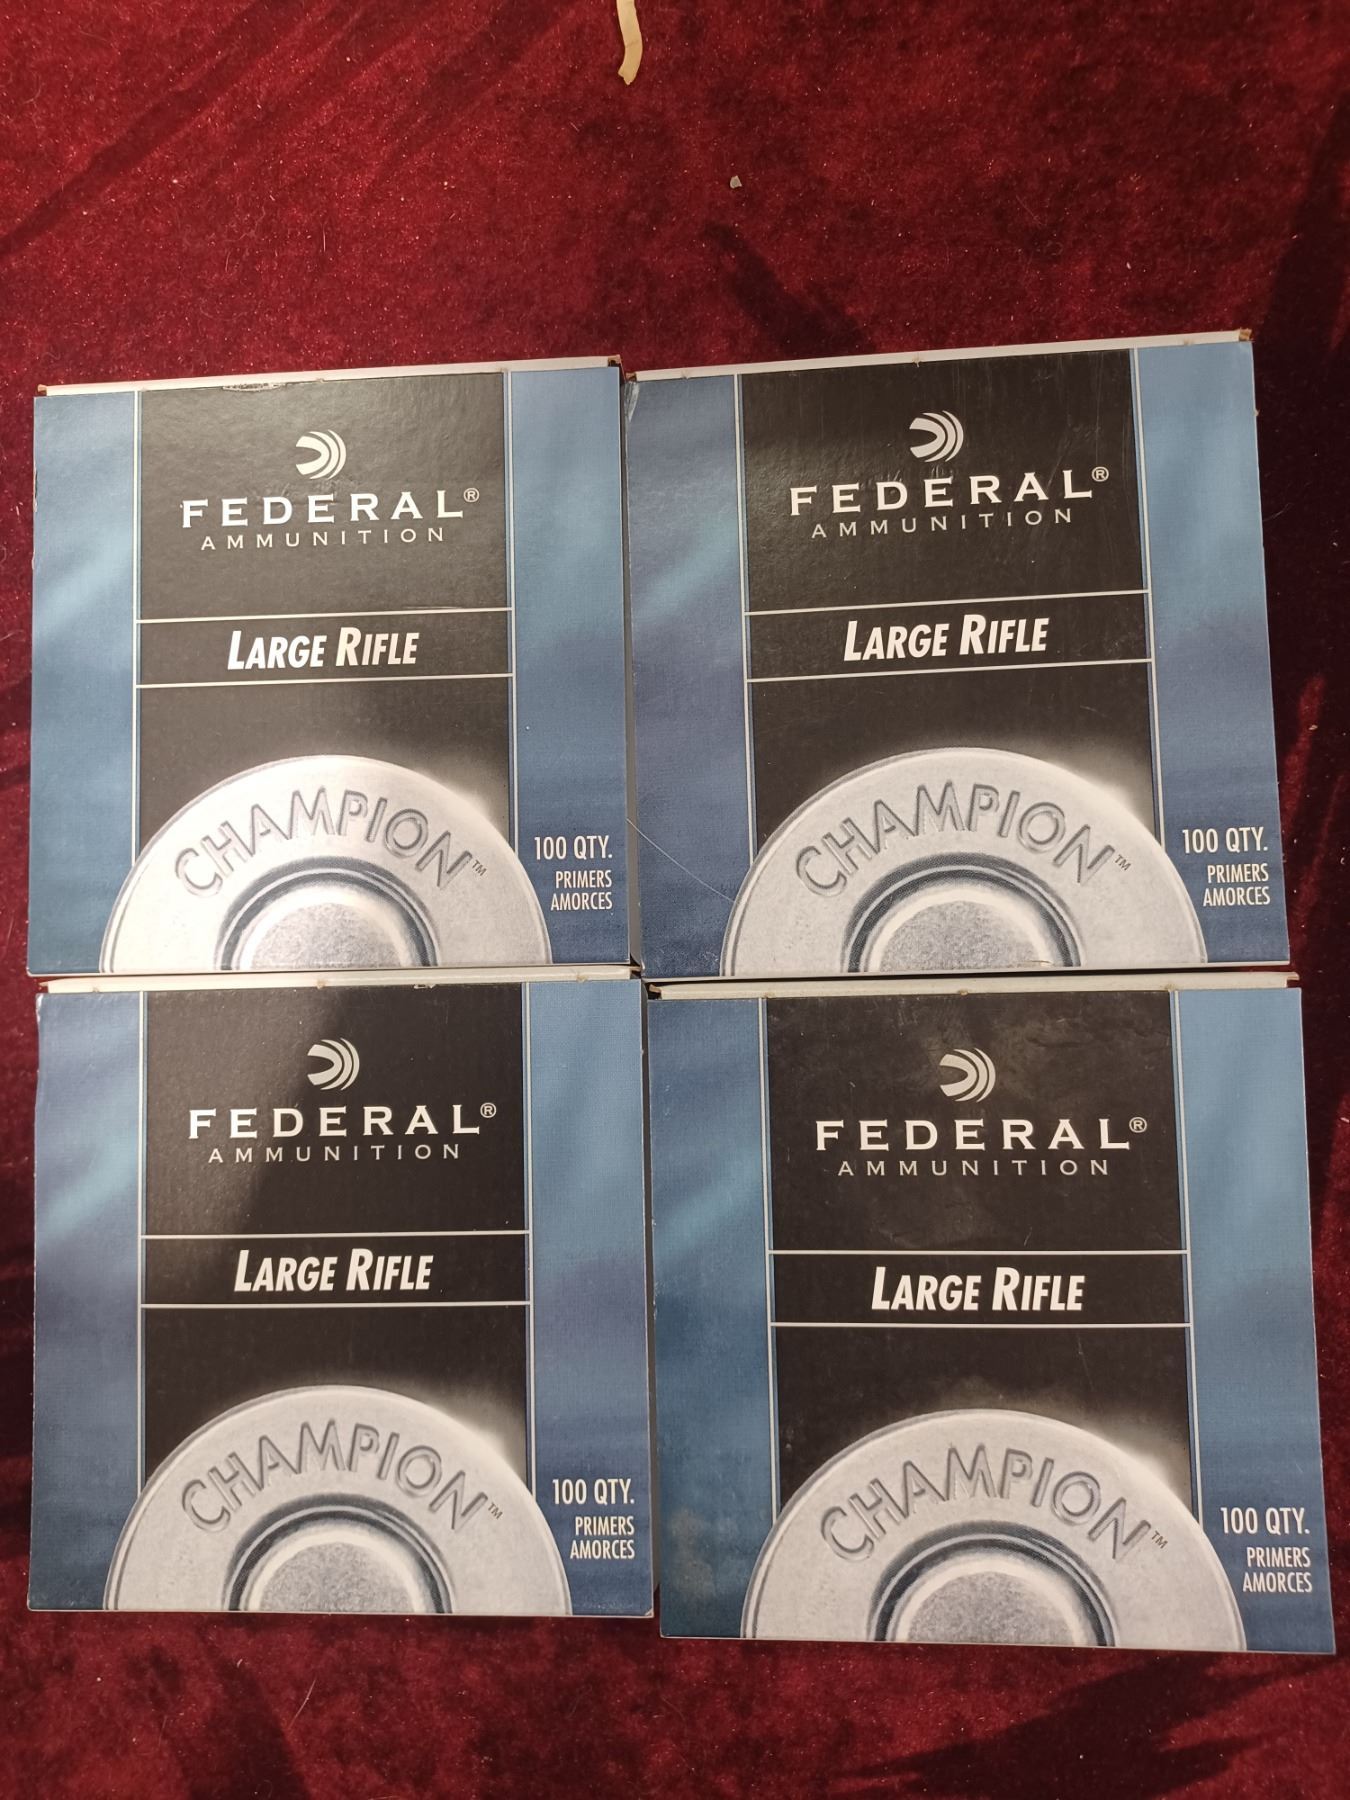 FEDERAL®
AMMUNITION
LARGE RIFLE
CHAMPION™
100 QTY.
PRIMERS
AMORCES
FEDERAL®
AMMUNITION
LARGE RIFLE
CHAMPION™
100 QTY.
PRIMERS
AMORCES
FEDERAL®
AMMUNITION
LARGE RIFLE
CHAMPION™
100 QTY.
PRIMERS
AMORCES
FEDERAL®
AMMUNITION
LARGE RIFLE
CHAMPION™
100 QTY.
PRIMERS
AMORCES